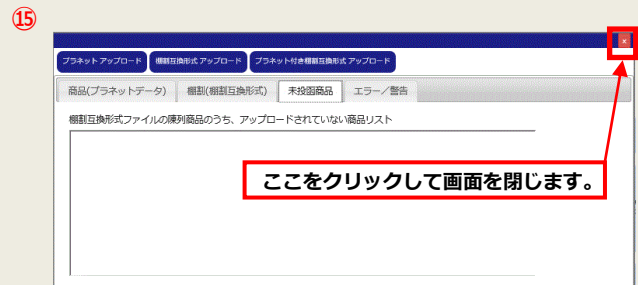 ⑮
×
プラネット アップロード 棚割互換形式 アップロード プラネット付き棚割互換形式 アップロード
商品(プラネットデータ) 棚割(棚割互換形式) 未投函商品 エラー／警告
棚割互換形式ファイルの陳列商品のうち、アップロードされていない商品リスト
ここをクリックして画面を閉じます。